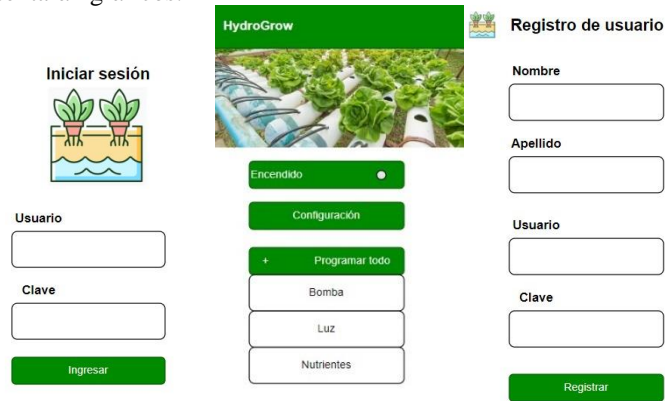 Iniciar sesión
Usuario
Clave
Ingresar
HydroGrow
Encendido
Configuración
+ Programar todo
Bomba
Luz
Nutrientes
Registro de usuario
Nombre
Apellido
Usuario
Clave
Registrar